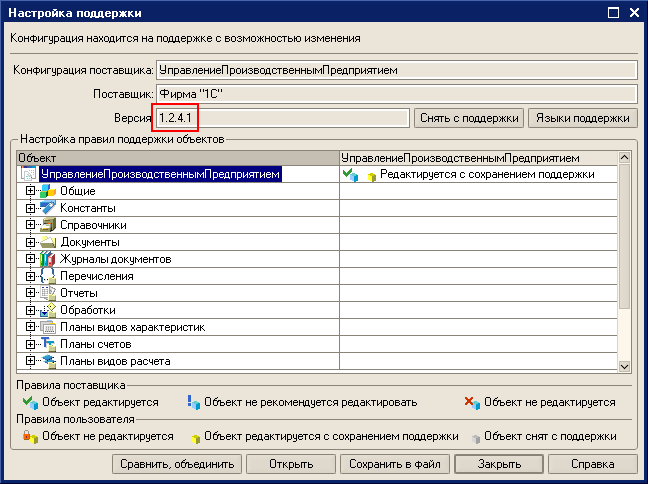 Настройка поддержки
Конфигурация находится на поддержке с возможностью изменения
Конфигурация поставщика: УправлениеПроизводственнымПредприятием
Поставщик: Фирма "1С"
Версия 1.2.4.1 Снять с поддержки Языки поддержки
Настройка правил поддержки объектов
Объект УправлениеПроизводственнымПредприятием
УправлениеПроизводственнымПредприятием Редактируется с сохранением поддержки
Общие
Константы
Справочники
Документы
Журналы документов
Перечисления
Отчеты
Обработки
Планы видов характеристик
Планы счетов
Планы видов расчета
Правила поставщика
Объект редактируется Объект не рекомендуется редактировать Объект не редактируется
Правила пользователя
Объект не редактируется Объект редактируется с сохранением поддержки Объект снят с поддержки
Сравнить, объединить Открыть Сохранить в файл Закрыть Справка